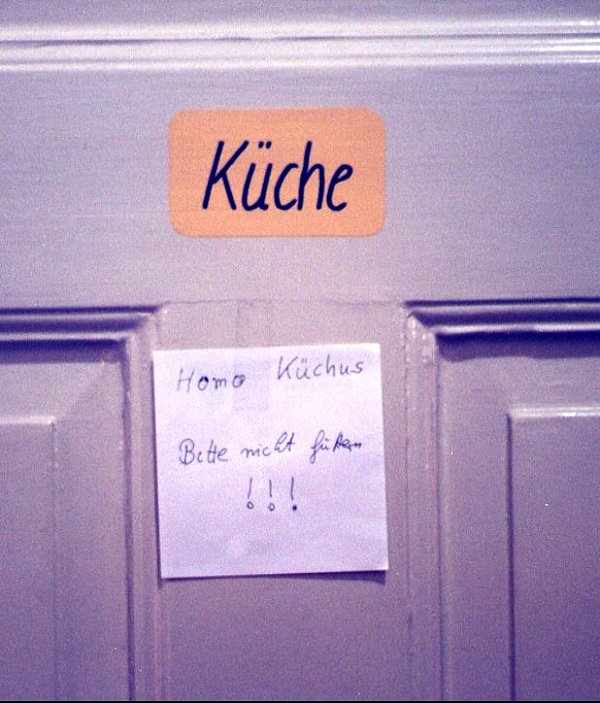 Küche
Homo Küchus
Bitte nicht füttern
!!!